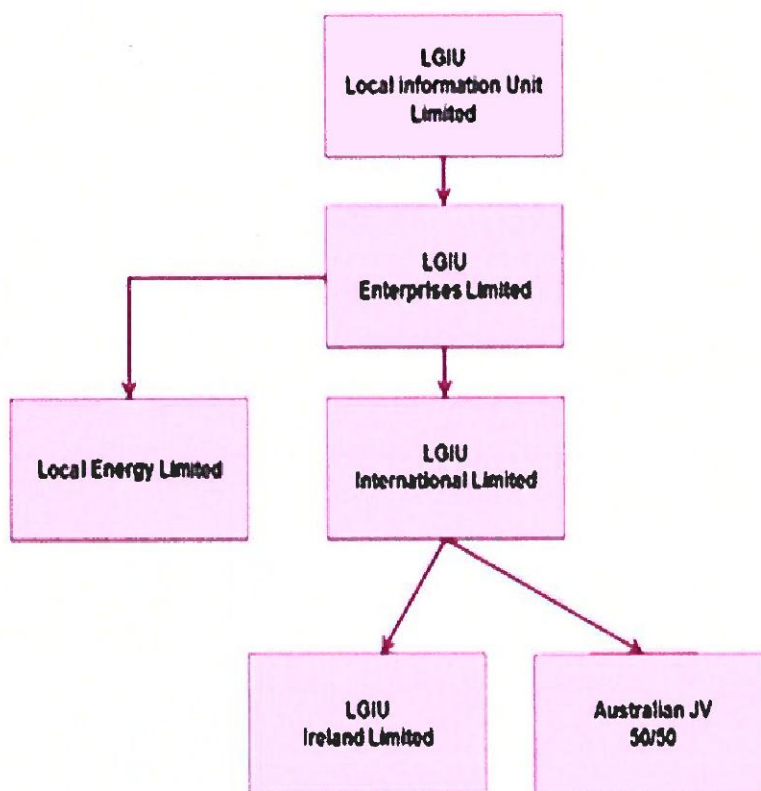 LGIU
Local Information Unit
Limited
LGIU
Enterprises Limited
Local Energy Limited
LGIU
International Limited
LGIU
Ireland Limited
Australian JV
50/50